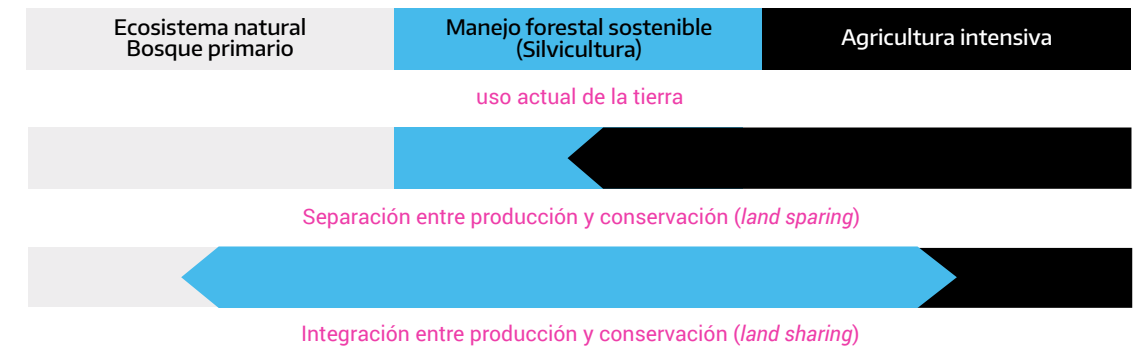 Ecosistema natural
Bosque primario
Manejo forestal sostenible
(Silvicultura)
Agricultura intensiva
uso actual de la tierra
Separación entre producción y conservación (land sparing)
Integración entre producción y conservación (land sharing)